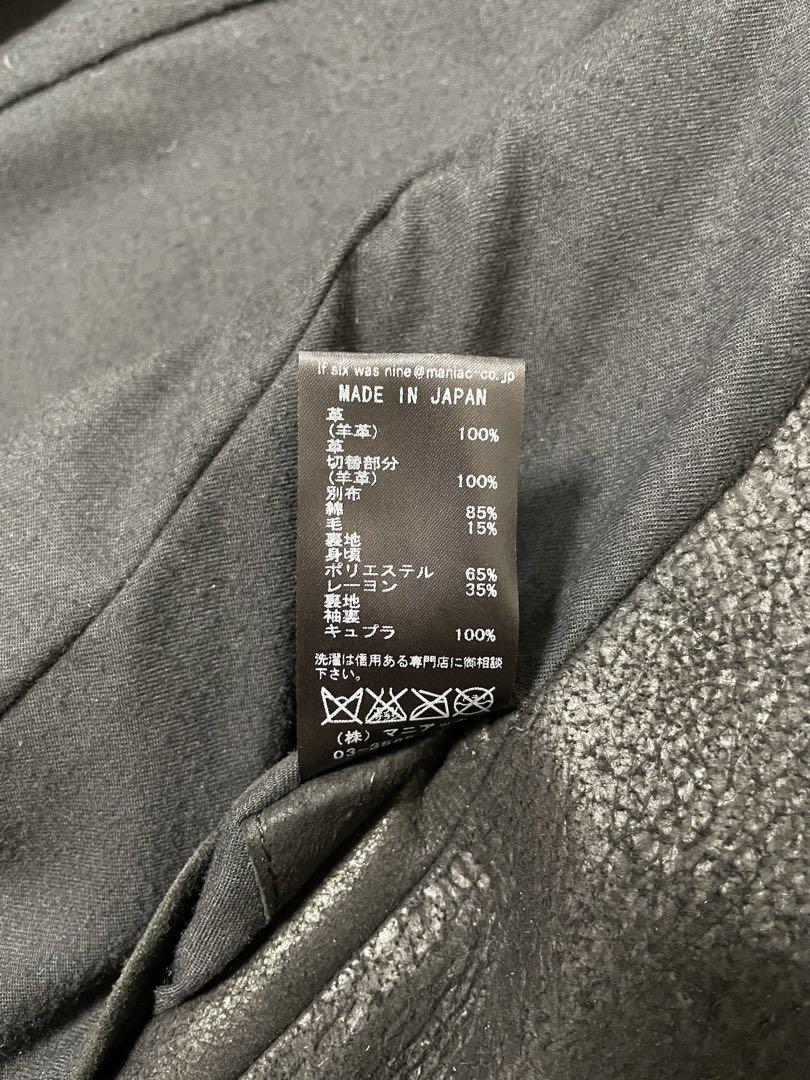 if six was nine@maniac-co.jp
MADE IN JAPAN
革
(羊革) 100%
革
切替部分
(羊革) 100%
別布
綿 85%
毛 15%
裏地
身頃
ポリエステル 65%
レーヨン 35%
裏地
袖裏
キュプラ 100%
洗濯は信用ある専門店に御相談
下さい。
(株) マニア
03-35